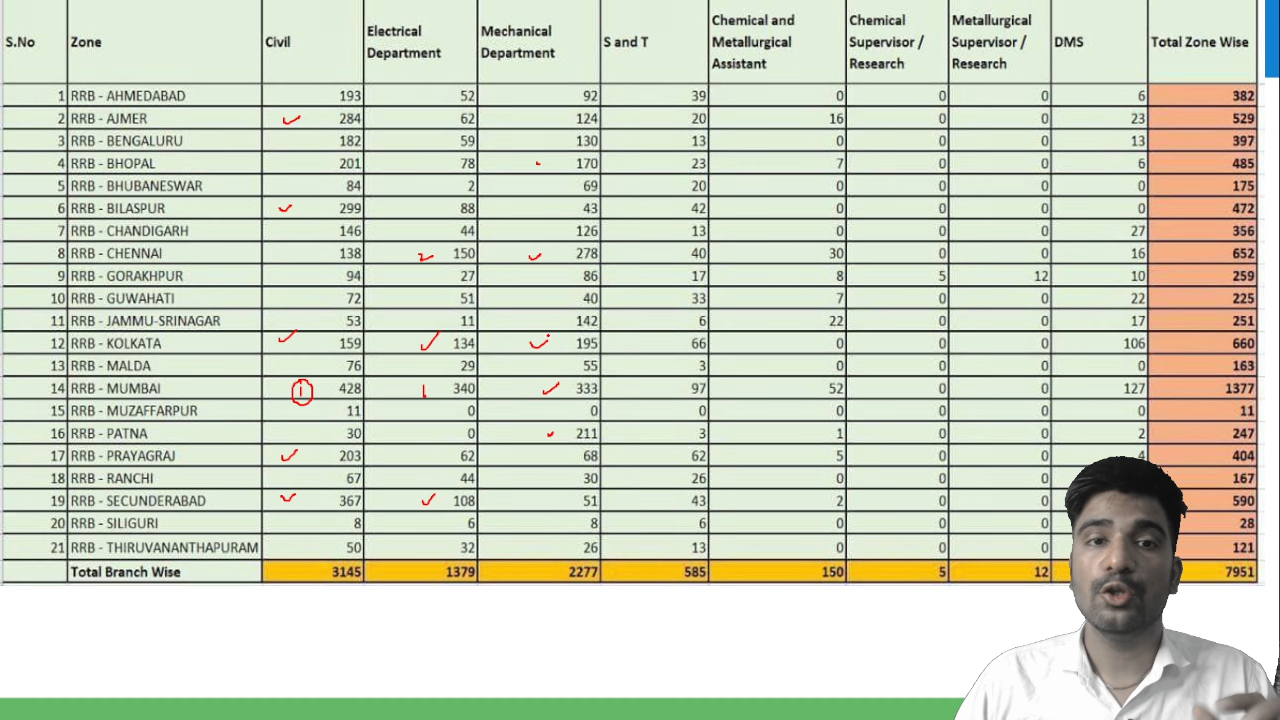 S.No Zone Civil Electrical Department Mechanical Department S and T Chemical and Metallurgical Assistant Chemical Supervisor / Research Metallurgical Supervisor / Research DMS Total Zone Wise
1 RRB - AHMEDABAD 193 52 92 39 0 0 0 6 382
2 RRB - AJMER 284 62 124 20 16 0 0 23 529
3 RRB - BENGALURU 182 59 130 13 0 0 0 13 397
4 RRB - BHOPAL 201 78 170 23 7 0 0 6 485
5 RRB - BHUBANESWAR 84 2 69 20 0 0 0 0 175
6 RRB - BILASPUR 299 88 43 42 0 0 0 0 472
7 RRB - CHANDIGARH 146 44 126 13 0 0 0 27 356
8 RRB - CHENNAI 138 2 150 278 40 30 0 0 16 652
9 RRB - GORAKHPUR 94 27 86 17 8 5 12 10 259
10 RRB - GUWAHATI 72 51 40 33 7 0 0 22 225
11 RRB - JAMMU-SRINAGAR 53 11 142 6 22 0 0 17 251
12 RRB - KOLKATA 159 134 195 66 0 0 0 106 660
13 RRB - MALDA 76 29 55 3 0 0 0 0 163
14 RRB - MUMBAI 1 428 1 340 333 97 52 0 0 127 1377
15 RRB - MUZAFFARPUR 11 0 0 0 0 0 0 0 11
16 RRB - PATNA 30 0 211 3 1 0 0 2 247
17 RRB - PRAYAGRAJ 203 62 68 62 5 0 0 4 404
18 RRB - RANCHI 67 44 30 26 0 0 0 167
19 RRB - SECUNDERABAD 367 108 51 43 2 0 0 590
20 RRB - SILIGURI 8 6 8 6 0 0 0 28
21 RRB - THIRUVANANTHAPURAM 50 32 26 13 0 0 0 121
Total Branch Wise 3145 1379 2277 585 150 5 12 7951